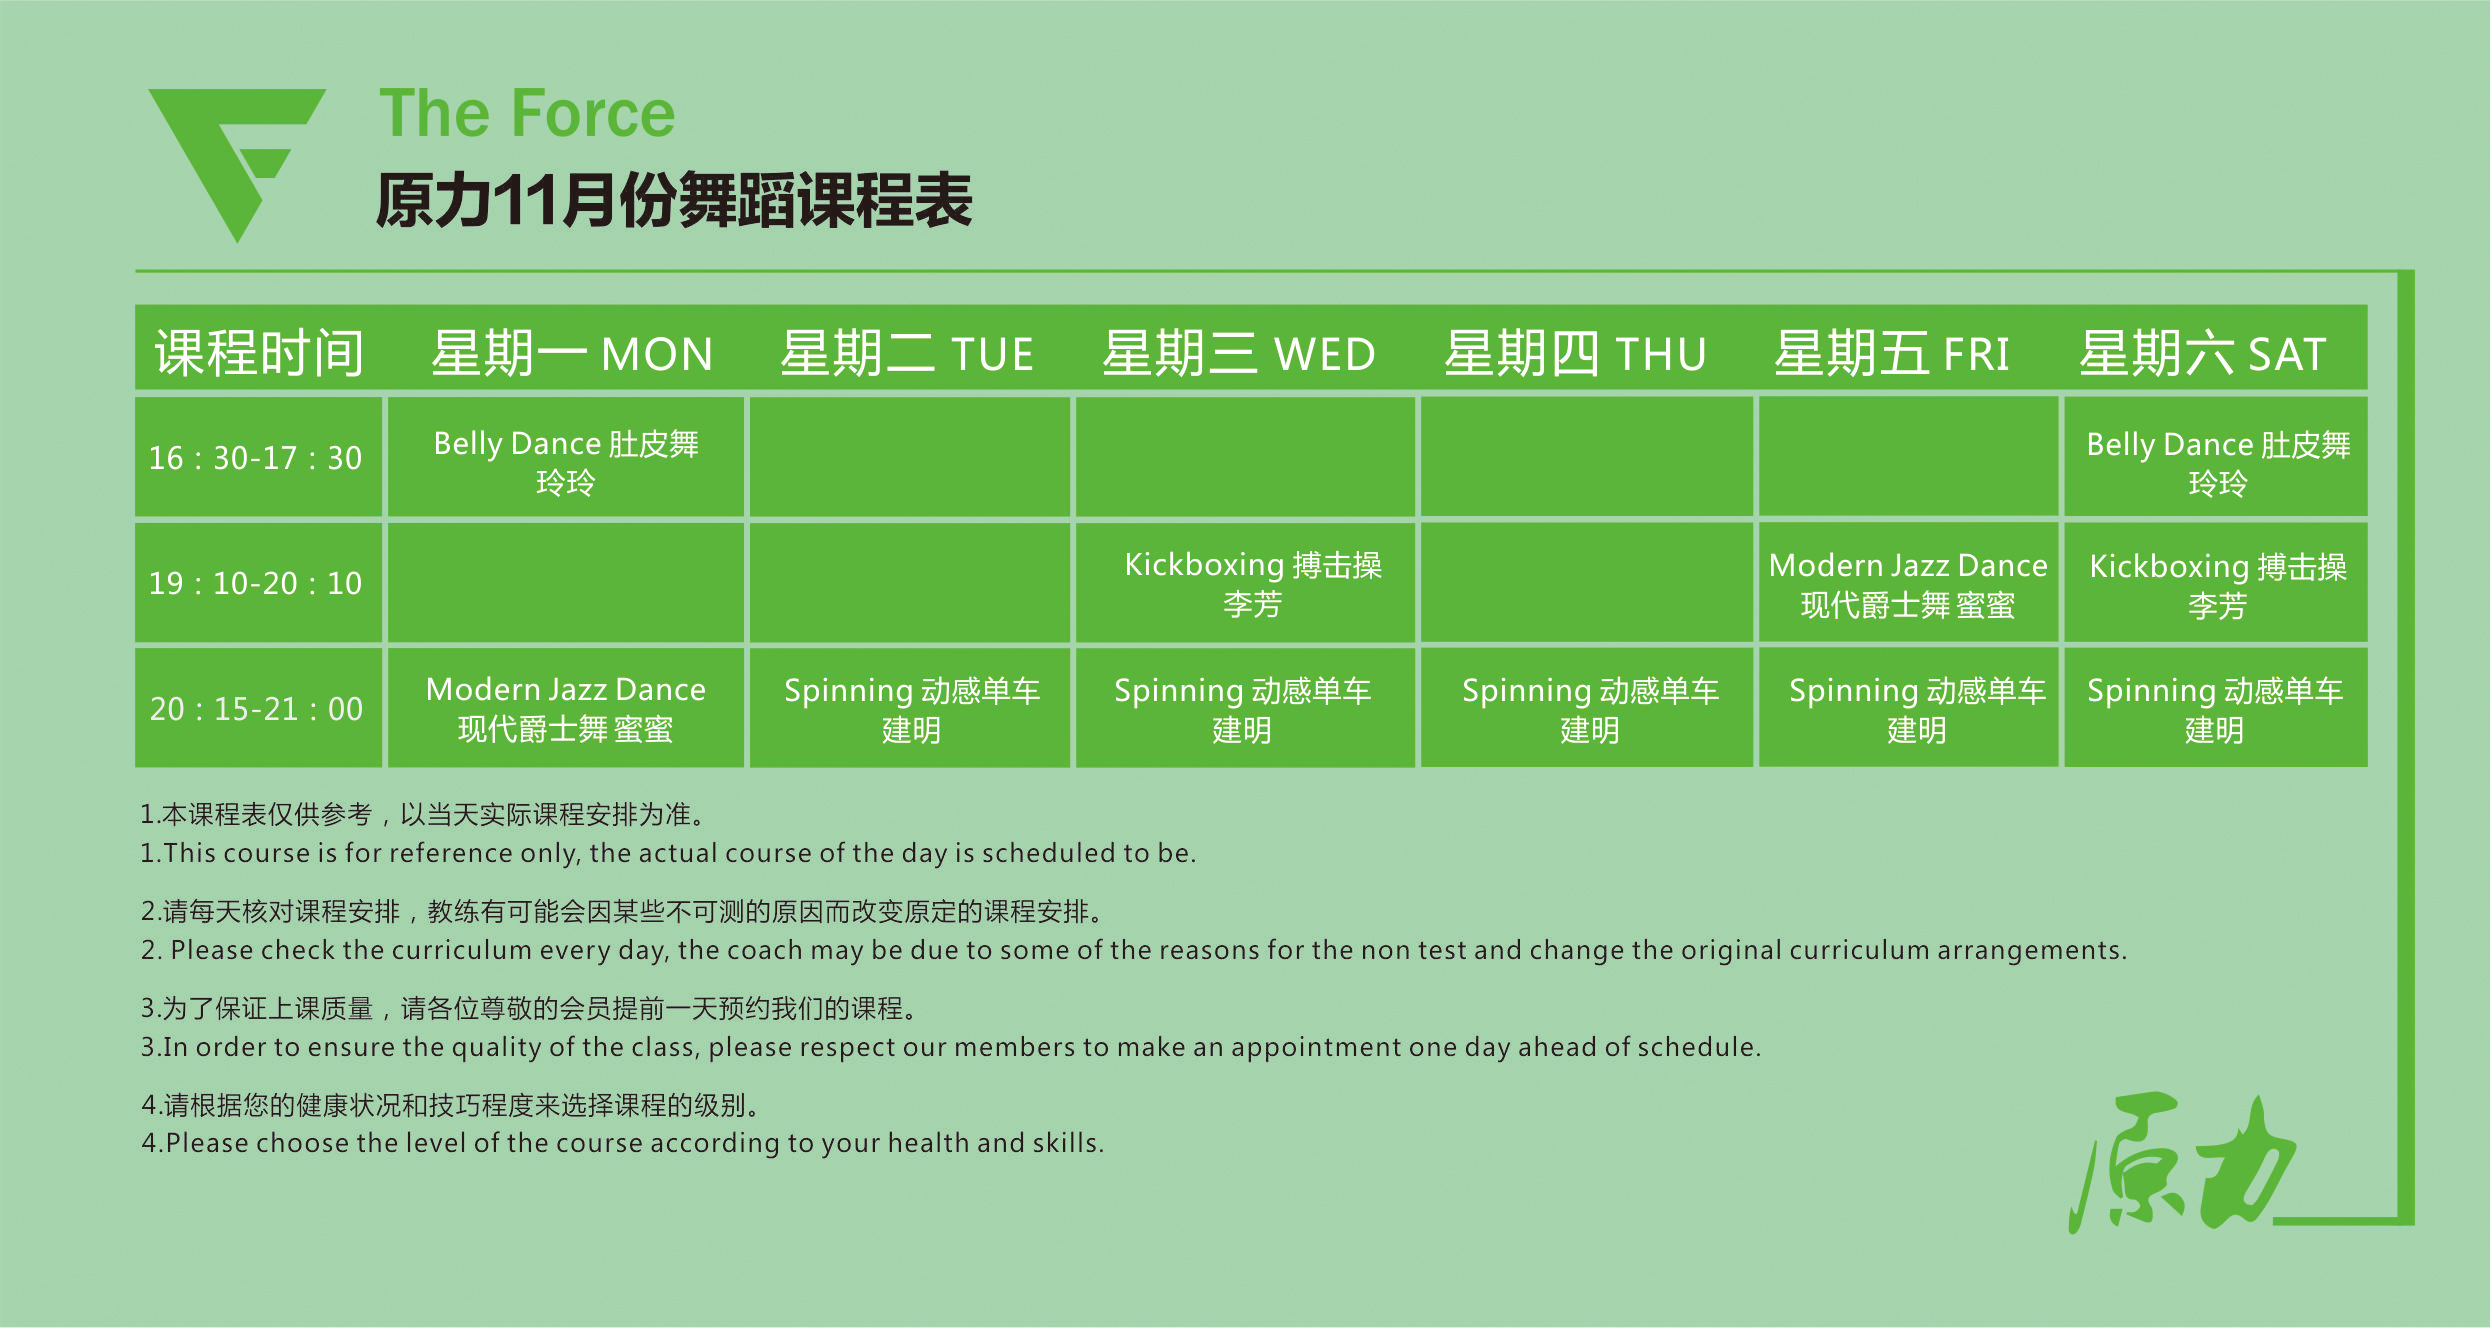 The Force
原力11月份舞蹈课程表
课程时间 星期一 MON 星期二 TUE 星期三 WED 星期四 THU 星期五 FRI 星期六 SAT
16：30-17：30
Belly Dance 肚皮舞
玲玲
Belly Dance 肚皮舞
玲玲
19：10-20：10
Kickboxing 搏击操
李芳
Modern Jazz Dance
现代爵士舞 蜜蜜
Kickboxing 搏击操
李芳
20：15-21：00
Modern Jazz Dance
现代爵士舞 蜜蜜
Spinning 动感单车
建明
Spinning 动感单车
建明
Spinning 动感单车
建明
Spinning 动感单车
建明
Spinning 动感单车
建明
1.本课程表仅供参考，以当天实际课程安排为准。
1.This course is for reference only, the actual course of the day is scheduled to be.
2.请每天核对课程安排，教练有可能会因某些不可测的原因而改变原定的课程安排。
2. Please check the curriculum every day, the coach may be due to some of the reasons for the non test and change the original curriculum arrangements.
3.为了保证上课质量，请各位尊敬的会员提前一天预约我们的课程。
3.In order to ensure the quality of the class, please respect our members to make an appointment one day ahead of schedule.
4.请根据您的健康状况和技巧程度来选择课程的级别。
4.Please choose the level of the course according to your health and skills.
原力